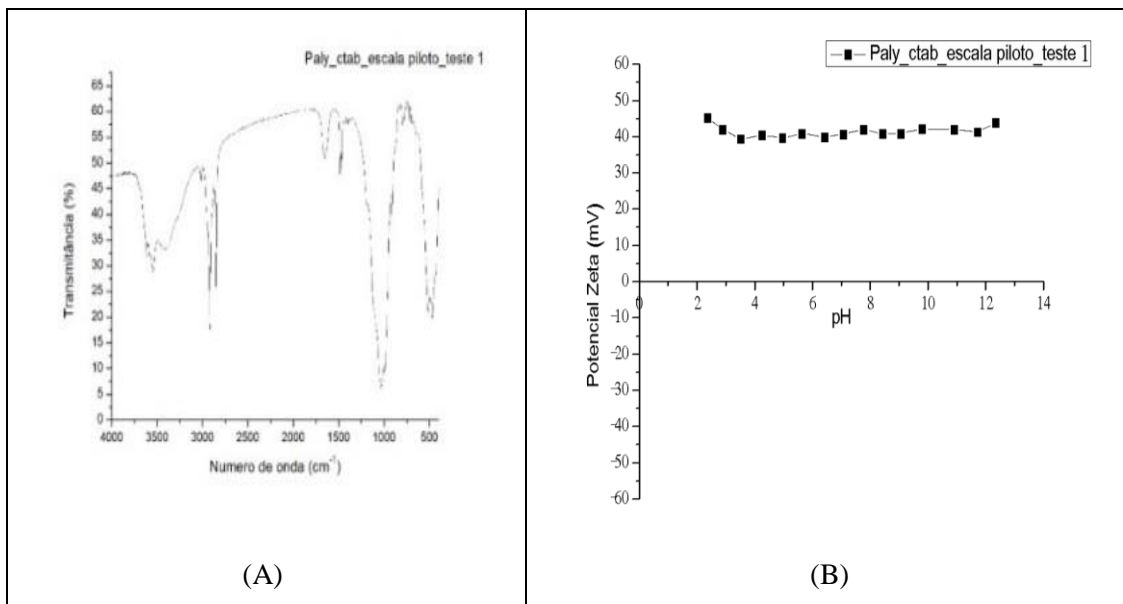 Paly_ctab_escala piloto_teste 1
65
60
55
50
45
40
35
30
25
20
15
10
5
0
Transmitância (%)
4000 3500 3000 2500 2000 1500 1000 500
Numero de onda (cm⁻¹)
(A)
Paly_ctab_escala piloto_teste 1
60
50
40
30
20
10
0
-10
-20
-30
-40
-50
-60
Potencial Zeta (mV)
0 2 4 6 8 10 12 14
pH
(B)